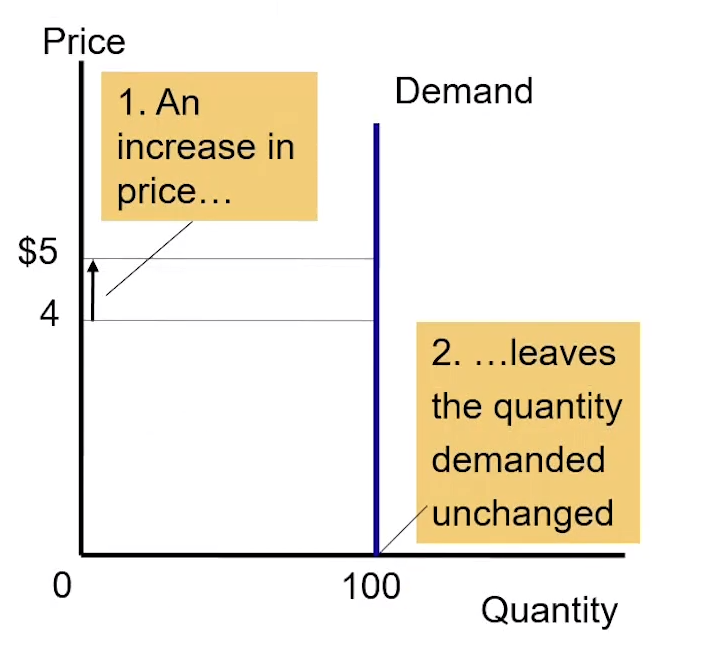 Price
1. An
increase in
price…
Demand
$5
4
2. …leaves
the quantity
demanded
unchanged
0
100
Quantity